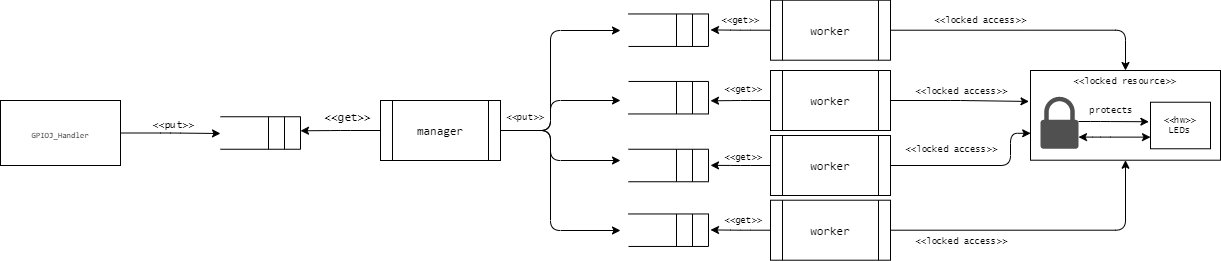 GPIOJ_Handler
<<put>>
<<get>>
manager
<<put>>
<<get>>
worker
<<locked access>>
<<get>>
worker
<<locked access>>
<<get>>
worker
<<locked access>>
<<get>>
worker
<<locked access>>
<<locked resource>>
protects
<<hw>>
LEDs